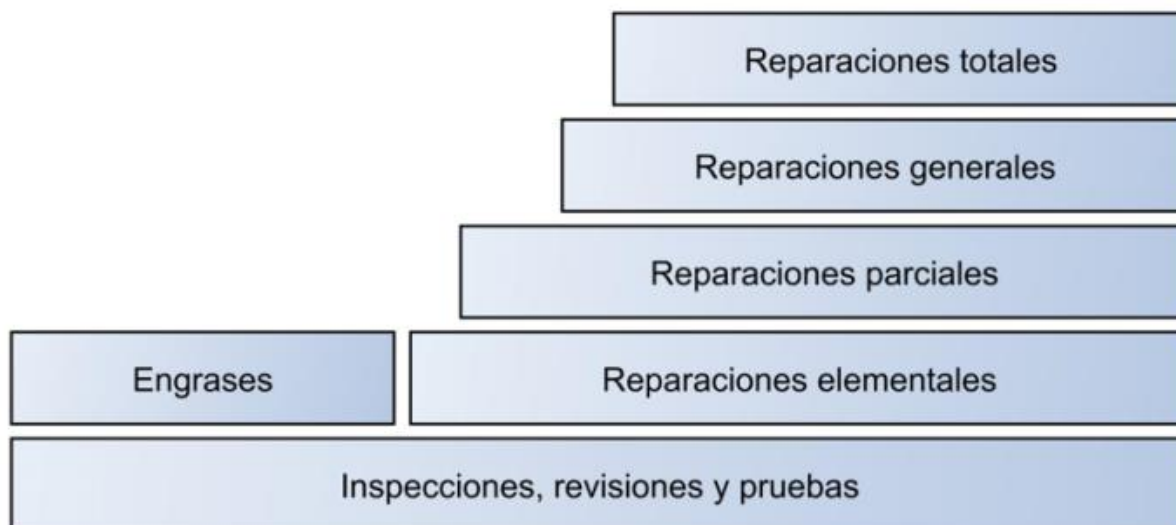 Reparaciones totales
Reparaciones generales
Reparaciones parciales
Engrases
Reparaciones elementales
Inspecciones, revisiones y pruebas